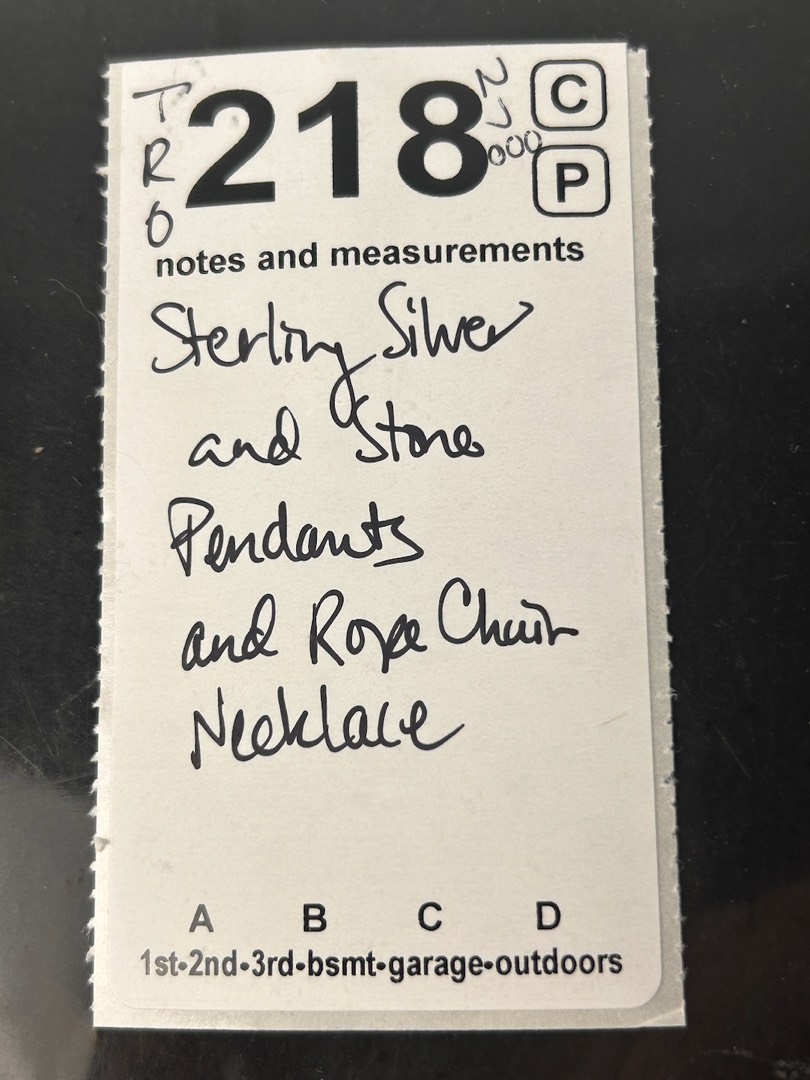 TRO
218
C
P
000
notes and measurements
Sterling Silver
and Stone
Pendants
and Rope Chain
Necklace
A B C D
1st•2nd•3rd•bsmt•garage•outdoors